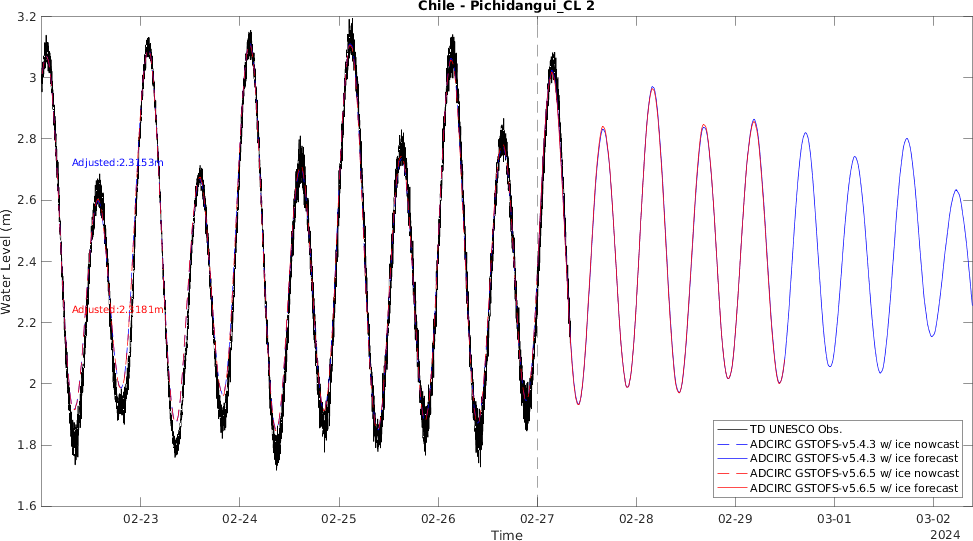 Chile - Pichidangui_CL 2
3.2
3
2.8
2.6
2.4
2.2
2
1.8
1.6
Water Level (m)
Adjusted:2.3153m
TD UNESCO Obs.
ADCIRC GSTOFS-v5.4.3 w/ ice nowcast
ADCIRC GSTOFS-v5.4.3 w/ ice forecast
ADCIRC GSTOFS-v5.6.5 w/ ice nowcast
ADCIRC GSTOFS-v5.6.5 w/ ice forecast
02-23
02-24
02-25
02-26
02-27
02-28
02-29
03-01
03-02
Time
2024